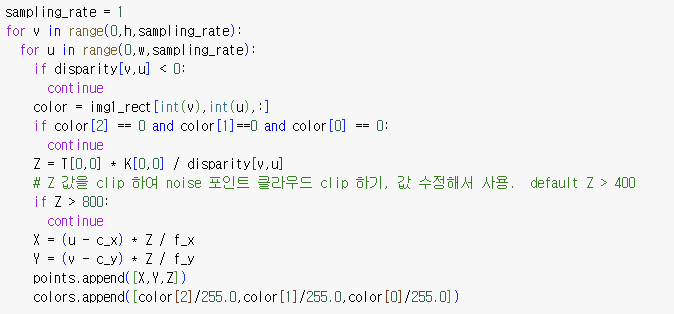 sampling_rate = 1
for v in range(0,h,sampling_rate):
  for u in range(0,w,sampling_rate):
    if disparity[v,u] < 0:
      continue
    color = img1_rect[int(v),int(u),:]
    if color[2] == 0 and color[1]==0 and color[0] == 0:
      continue
    Z = T[0,0] * K[0,0] / disparity[v,u]
    # Z 값을 clip 하여 noise 포인트 클라우드 clip 하기, 값 수정해서 사용.  default Z > 400
    if Z > 800:
      continue
    X = (u - c_x) * Z / f_x
    Y = (v - c_y) * Z / f_y
    points.append([X,Y,Z])
    colors.append([color[2]/255.0,color[1]/255.0,color[0]/255.0])